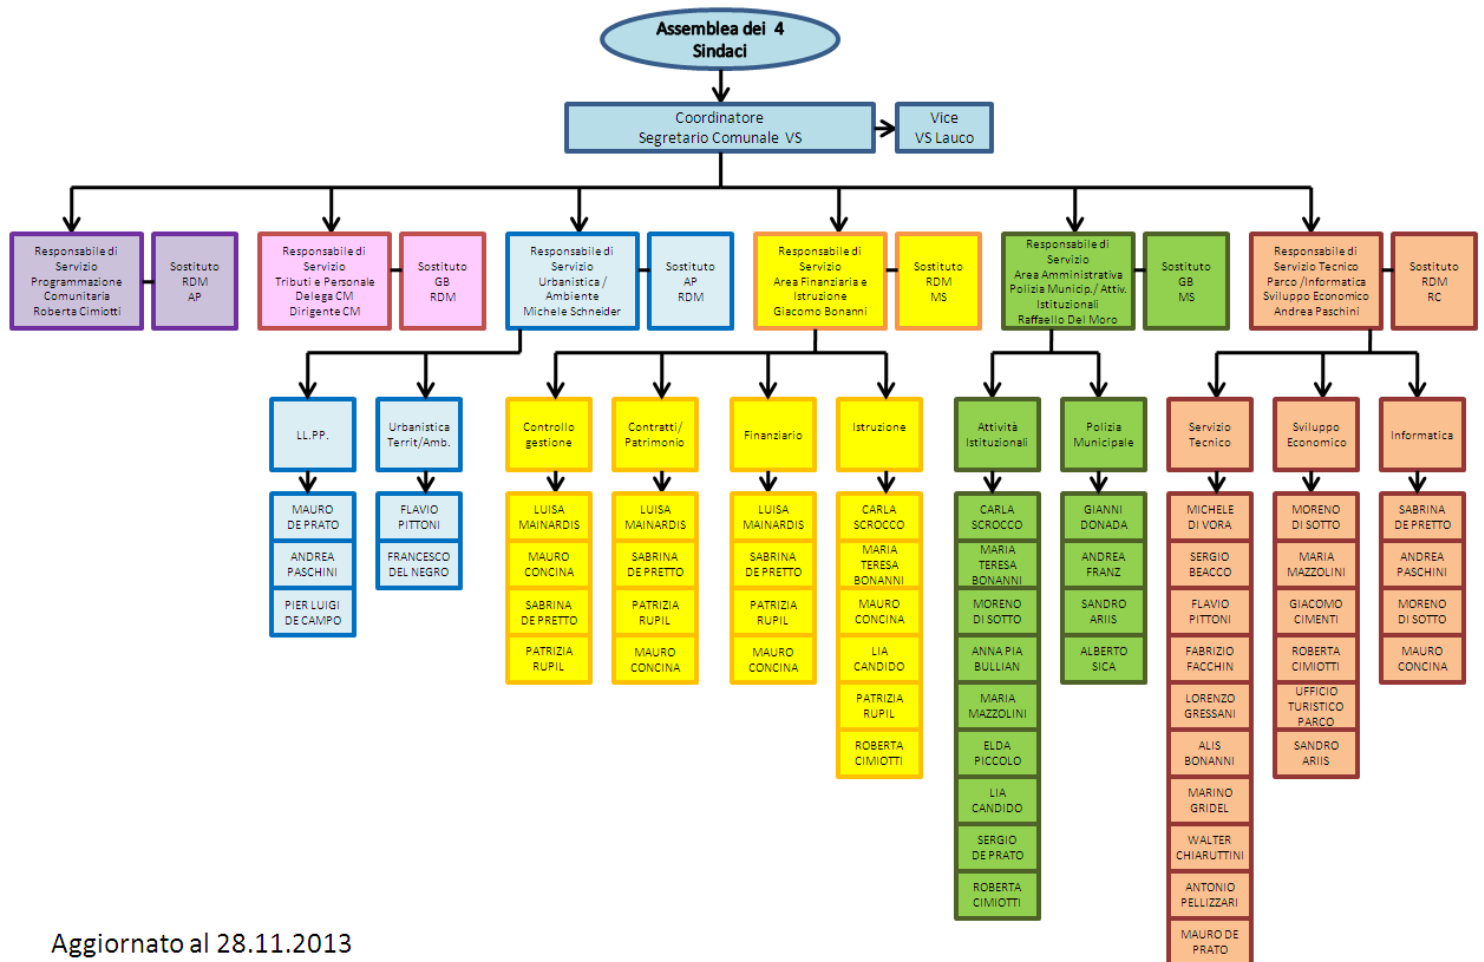 Assemblea dei 4
Sindaci
Coordinatore
Segretario Comunale VS
Vice
VS Lauco
Responsabile di
Servizio
Programmazione
Comunitaria
Roberta Cimiotti
Sostituto
RDM
AP
Responsabile di
Servizio
Tributi e Personale
Delega CM
Dirigente CM
Sostituto
GB
RDM
Responsabile di
Servizio
Urbanistica /
Ambiente
Michele Schneider
Sostituto
AP
RDM
Responsabile di
Servizio
Area Finanziaria e
Istruzione
Giacomo Bonanni
Sostituto
RDM
MS
Responsabile di
Servizio
Area Amministrativa
Polizia Municip./ Attiv.
Istituzionali
Raffaello Del Moro
Sostituto
GB
MS
Responsabile di
Servizio Tecnico
Parco /Informatica
Sviluppo Economico
Andrea Paschini
Sostituto
RDM
RC
LL.PP.
MAURO
DE PRATO
ANDREA
PASCHINI
PIER LUIGI
DE CAMPO
Urbanistica
Territ/Amb.
FLAVIO
PITTONI
FRANCESCO
DEL NEGRO
Controllo
gestione
LUISA
MAINARDIS
MAURO
CONCINA
SABRINA
DE PRETTO
PATRIZIA
RUPIL
Contratti/
Patrimonio
LUISA
MAINARDIS
SABRINA
DE PRETTO
PATRIZIA
RUPIL
MAURO
CONCINA
Finanziario
LUISA
MAINARDIS
SABRINA
DE PRETTO
PATRIZIA
RUPIL
MAURO
CONCINA
Istruzione
CARLA
SCROCCO
MARIA
TERESA
BONANNI
MAURO
CONCINA
LIA
CANDIDO
PATRIZIA
RUPIL
ROBERTA
CIMIOTTI
Attività
Istituzionali
CARLA
SCROCCO
MARIA
TERESA
BONANNI
MORENO
DI SOTTO
ANNA PIA
BULLIAN
MARIA
MAZZOLINI
ELDA
PICCOLO
LIA
CANDIDO
SERGIO
DE PRATO
ROBERTA
CIMIOTTI
Polizia
Municipale
GIANNI
DONADA
ANDREA
FRANZ
SANDRO
ARIIS
ALBERTO
SICA
Servizio
Tecnico
MICHELE
DI VORA
SERGIO
BEACCO
FLAVIO
PITTONI
FABRIZIO
FACCHIN
LORENZO
GRESSANI
ALIS
BONANNI
MARINO
GRIDEL
WALTER
CHIARUTTINI
ANTONIO
PELLIZZARI
MAURO DE
PRATO
Sviluppo
Economico
MORENO
DI SOTTO
MARIA
MAZZOLINI
GIACOMO
CIMENTI
ROBERTA
CIMIOTTI
UFFICIO
TURISTICO
PARCO
SANDRO
ARIIS
Informatica
SABRINA
DE PRETTO
ANDREA
PASCHINI
MORENO
DI SOTTO
MAURO
CONCINA
Aggiornato al 28.11.2013